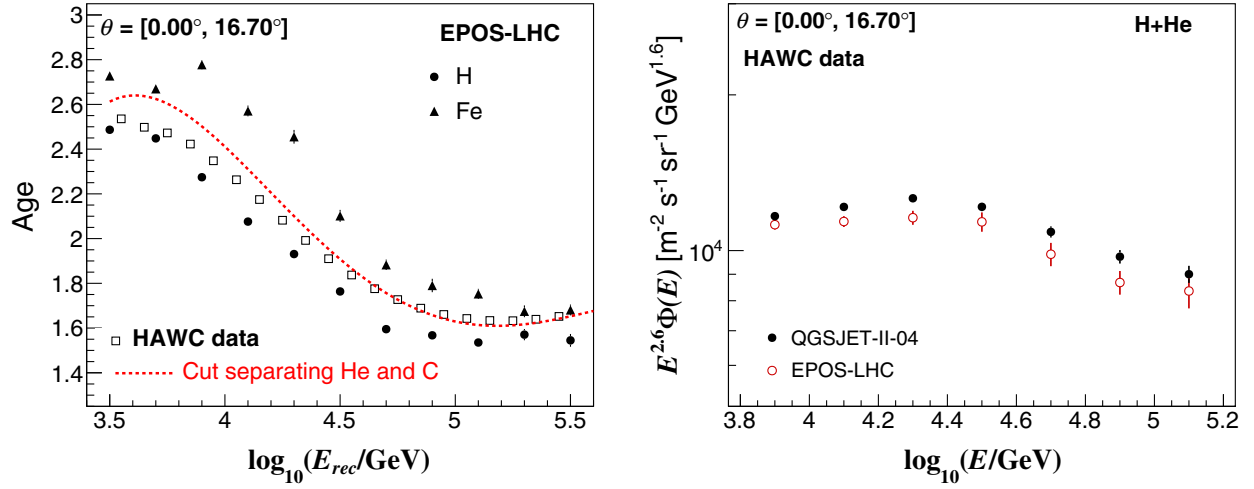 θ = [0.00°, 16.70°]
EPOS-LHC
H
Fe
HAWC data
Cut separating He and C
Age
3
2.8
2.6
2.4
2.2
2
1.8
1.6
1.4
3.5
4
4.5
5
5.5
log₁₀(E_rec/GeV)
θ = [0.00°, 16.70°]
H+He
HAWC data
QGSJET-II-04
EPOS-LHC
E²·⁶Φ(E) [m⁻² s⁻¹ sr⁻¹ GeV¹·⁶]
10⁴
3.8
4
4.2
4.4
4.6
4.8
5
5.2
log₁₀(E/GeV)